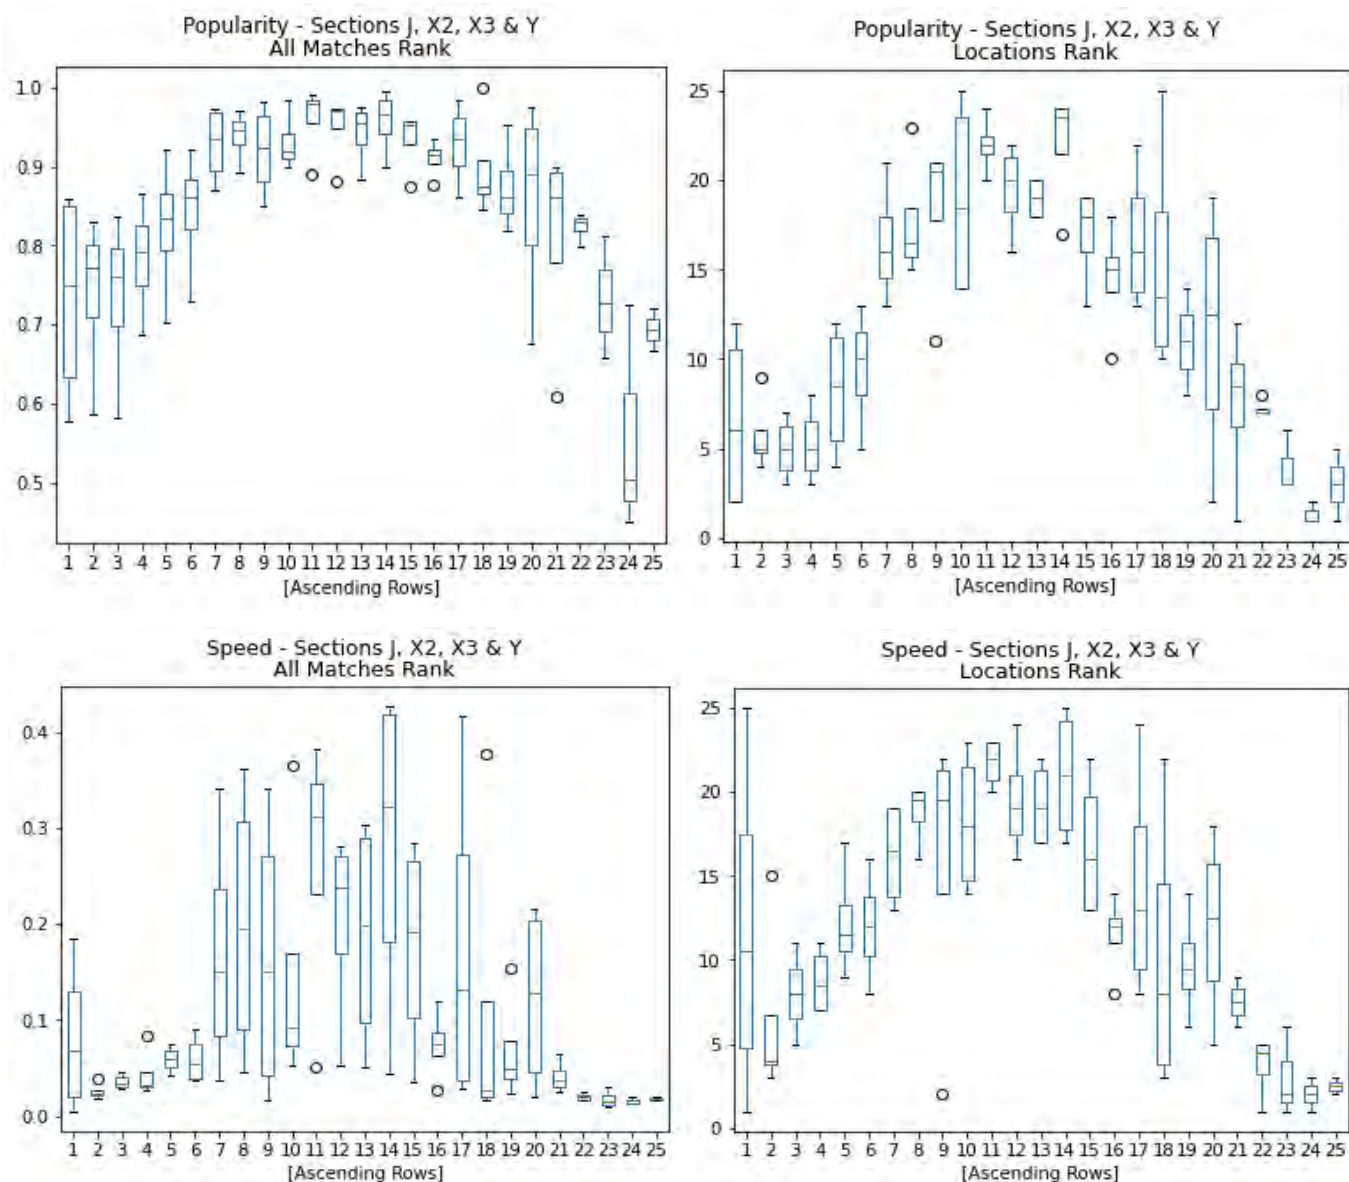 Popularity - Sections J, X2, X3 & Y
All Matches Rank
1.0
0.9
0.8
0.7
0.6
0.5
1 2 3 4 5 6 7 8 9 10 11 12 13 14 15 16 17 18 19 20 21 22 23 24 25
[Ascending Rows]
Popularity - Sections J, X2, X3 & Y
Locations Rank
25
20
15
10
5
0
1 2 3 4 5 6 7 8 9 10 11 12 13 14 15 16 17 18 19 20 21 22 23 24 25
[Ascending Rows]
Speed - Sections J, X2, X3 & Y
All Matches Rank
0.4
0.3
0.2
0.1
0.0
1 2 3 4 5 6 7 8 9 10 11 12 13 14 15 16 17 18 19 20 21 22 23 24 25
[Ascending Rows]
Speed - Sections J, X2, X3 & Y
Locations Rank
25
20
15
10
5
0
1 2 3 4 5 6 7 8 9 10 11 12 13 14 15 16 17 18 19 20 21 22 23 24 25
[Ascending Rows]